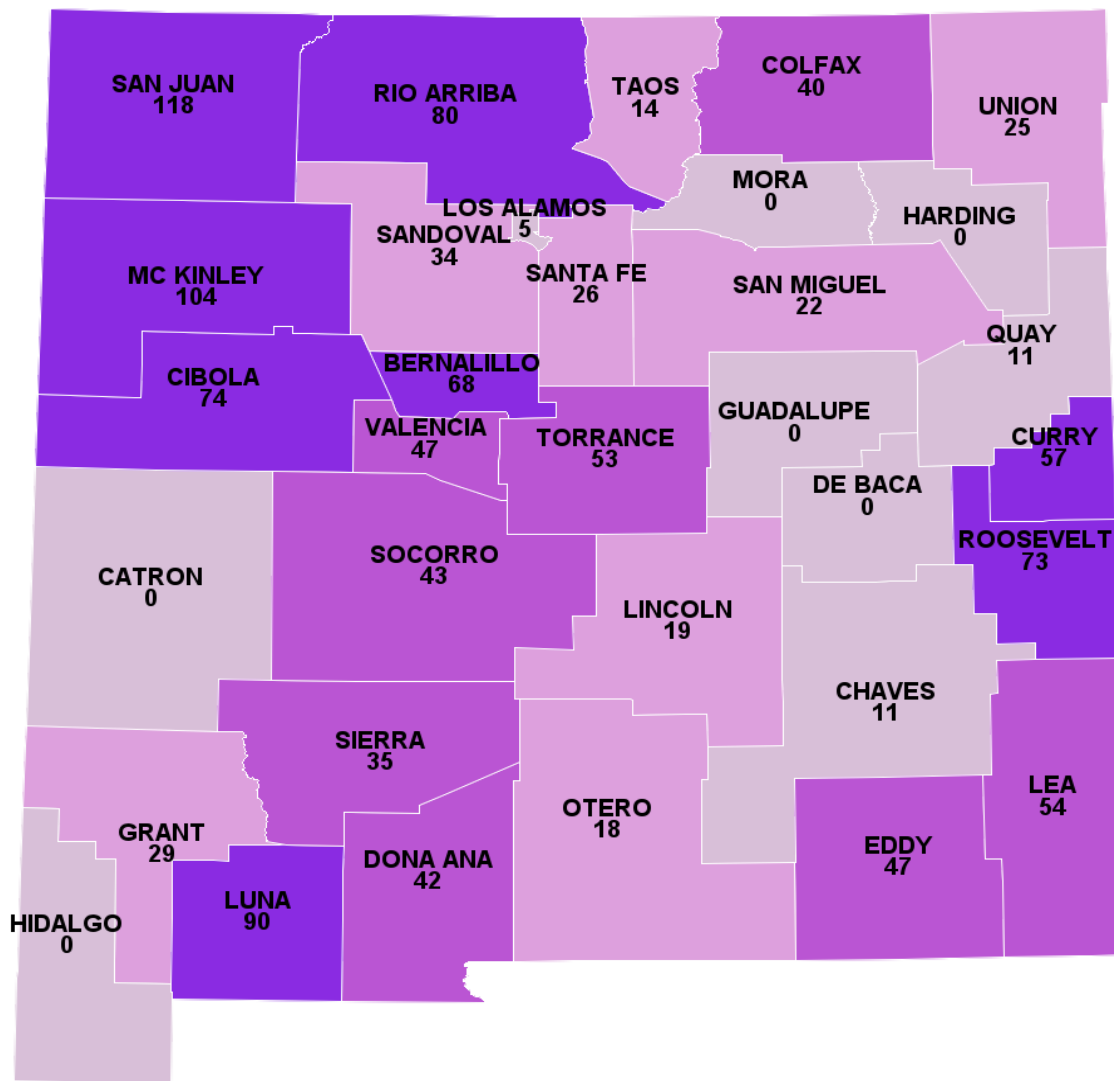 SAN JUAN
118
RIO ARRIBA
80
TAOS
14
COLFAX
40
UNION
25
MORA
0
HARDING
0
LOS ALAMOS
5
SANDOVAL
34
SANTA FE
26
SAN MIGUEL
22
MC KINLEY
104
QUAY
11
CIBOLA
74
BERNALILLO
68
VALENCIA
47
TORRANCE
53
GUADALUPE
0
CURRY
57
DE BACA
0
ROOSEVELT
73
CATRON
0
SOCORRO
43
LINCOLN
19
CHAVES
11
SIERRA
35
OTERO
18
LEA
54
GRANT
29
DONA ANA
42
EDDY
47
LUNA
90
HIDALGO
0